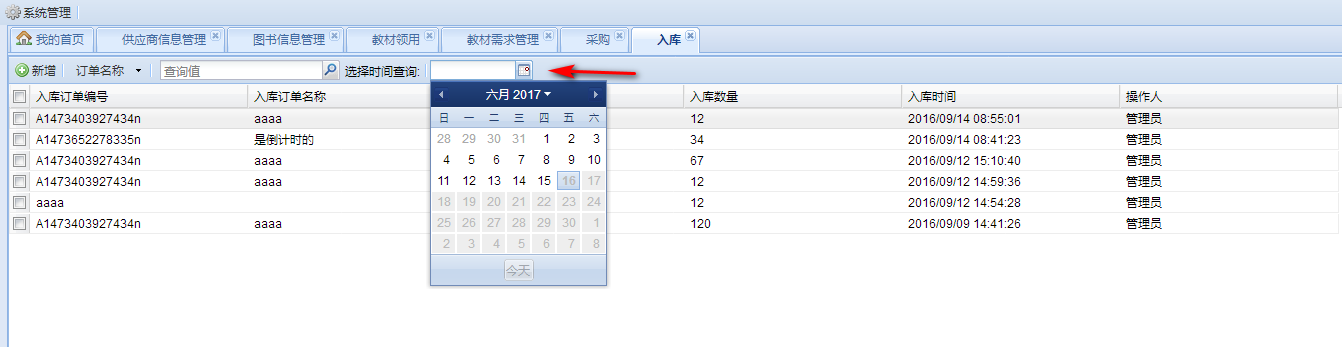 系统管理
我的首页 供应商信息管理 图书信息管理 教材领用 教材需求管理 采购 入库
新增 订单名称 查询值 选择时间查询:
入库订单编号 入库订单名称 入库数量 入库时间 操作人
A1473403927434n aaaa 12 2016/09/14 08:55:01 管理员
A1473652278335n 是倒计时的 34 2016/09/14 08:41:23 管理员
A1473403927434n aaaa 67 2016/09/12 15:10:40 管理员
A1473403927434n aaaa 12 2016/09/12 14:59:36 管理员
aaaa 12 2016/09/12 14:54:28 管理员
A1473403927434n aaaa 120 2016/09/09 14:41:26 管理员
六月 2017
日 一 二 三 四 五 六
28 29 30 31 1 2 3
4 5 6 7 8 9 10
11 12 13 14 15 16 17
18 19 20 21 22 23 24
25 26 27 28 29 30 1
2 3 4 5 6 7 8
今天